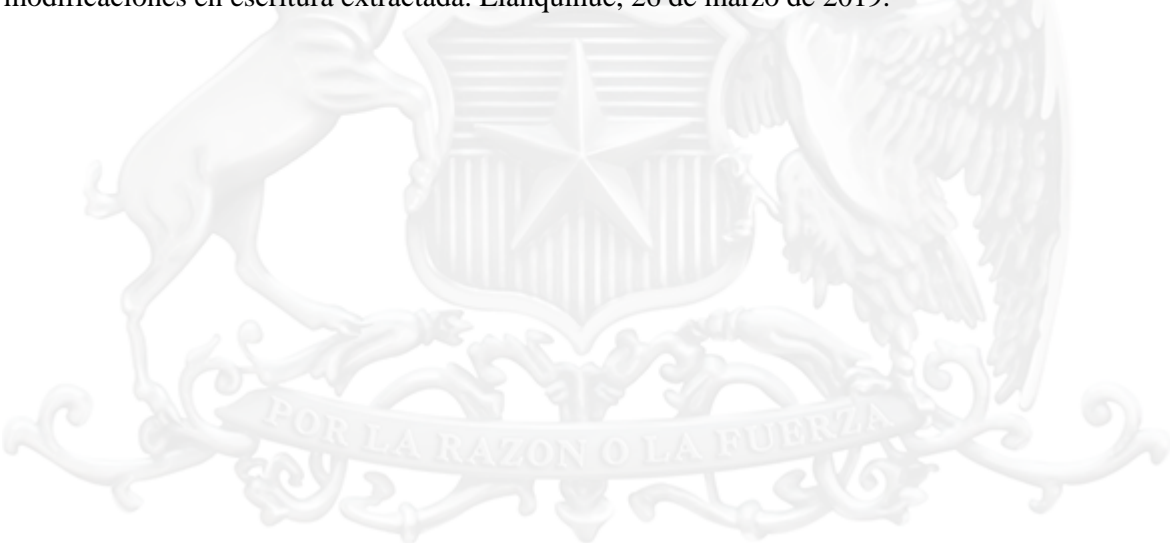 modificaciones en escritura extractada. Llanquihue, 26 de marzo de 2019.
POR LA RAZON O LA FUERZA